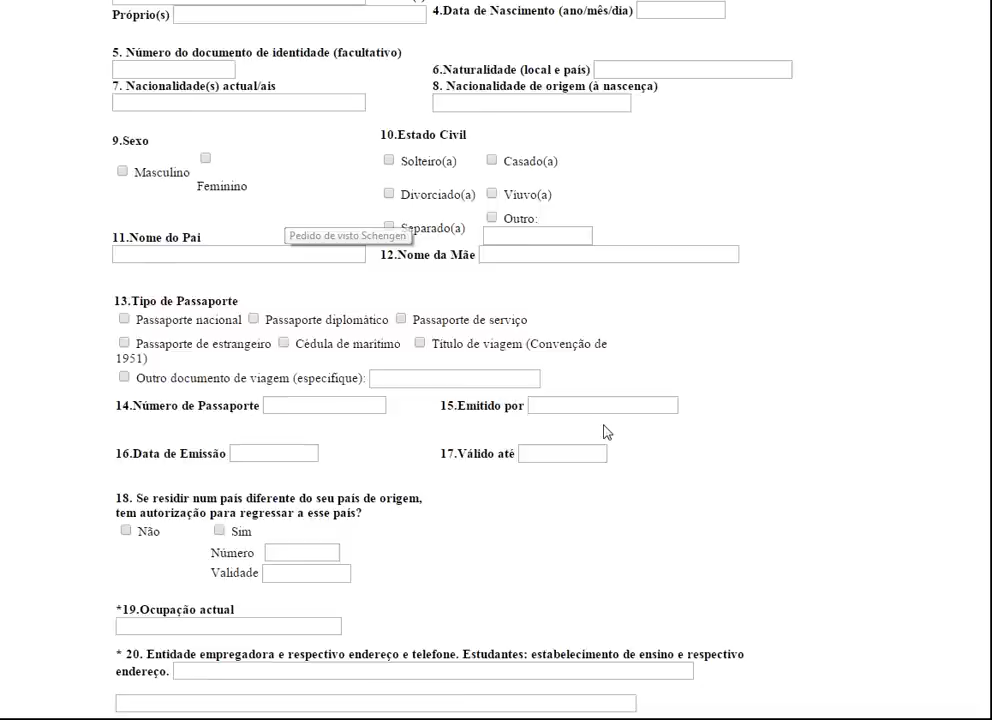 Próprio(s)
4.Data de Nascimento (ano/mês/dia)
5. Número do documento de identidade (facultativo)
6.Naturalidade (local e país)
7. Nacionalidade(s) actual/ais
8. Nacionalidade de origem (à nascença)
9.Sexo
10.Estado Civil
Masculino
Feminino
Solteiro(a)
Casado(a)
Divorciado(a)
Viuvo(a)
Separado(a)
Outro:
11.Nome do Pai
Pedido de visto Schengen
12.Nome da Mãe
13.Tipo de Passaporte
Passaporte nacional Passaporte diplomático Passaporte de serviço
Passaporte de estrangeiro Cédula de marítimo Título de viagem (Convenção de
1951)
Outro documento de viagem (especifique):
14.Número de Passaporte
15.Emitido por
16.Data de Emissão
17.Válido até
18. Se residir num país diferente do seu país de origem,
tem autorização para regressar a esse país?
Não
Sim
Número
Validade
*19.Ocupação actual
* 20. Entidade empregadora e respectivo endereço e telefone. Estudantes: estabelecimento de ensino e respectivo
endereço.